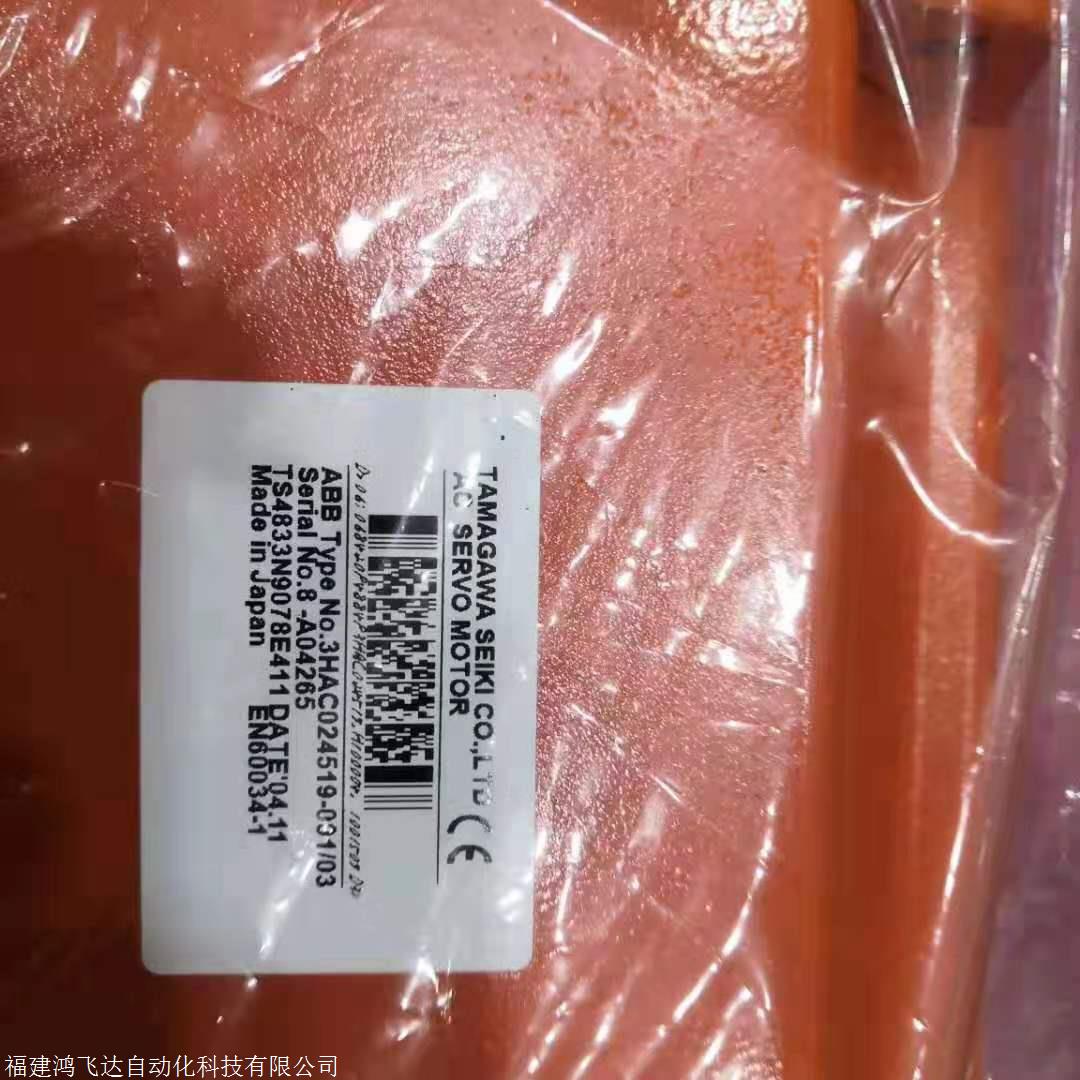 TAMAGAWA SEIKI CO.,LTD
AC SERVO MOTOR CE
ABB Type No.3HAC024519-031/03
Serial No.8 -A04265
TS4833N9078E411 DATE'04.11
Made in Japan EN60034-1
福建鸿飞达自动化科技有限公司